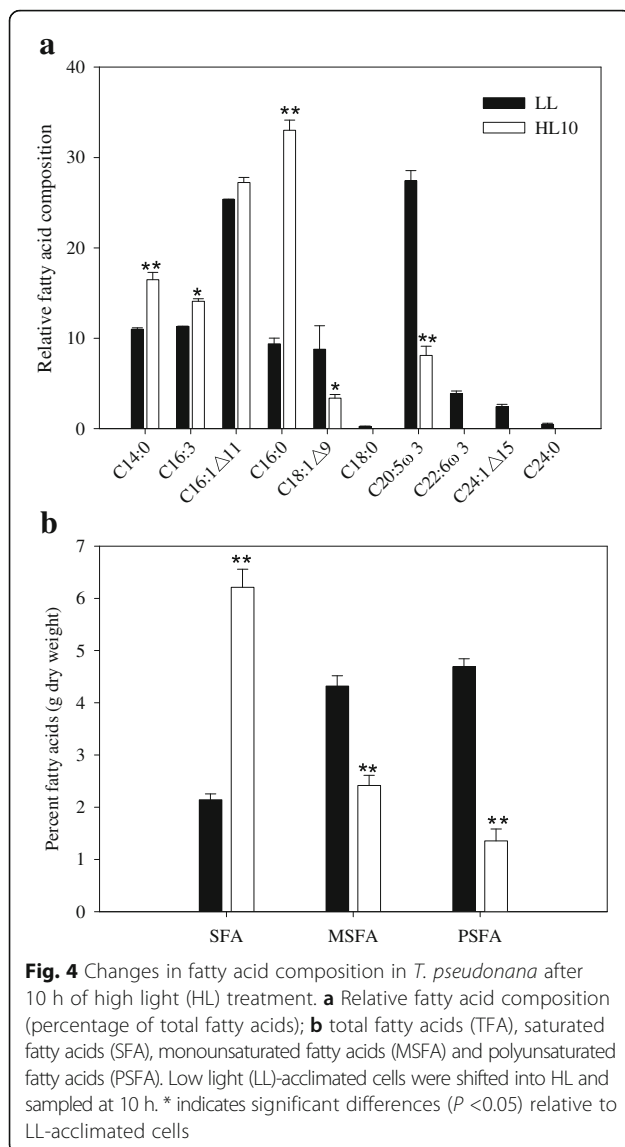 a
40
30
20
10
0
Relative fatty acid composition
LL
HL10
**
*
**
*
**
C14:0
C16:3
C16:1 △11
C16:0
C18:1 △9
C18:0
C20:5ω 3
C22:6ω 3
C24:1 △15
C24:0
b
7
6
5
4
3
2
1
0
Percent fatty acids (g dry weight)
**
**
**
SFA
MSFA
PSFA
Fig. 4 Changes in fatty acid composition in T. pseudonana after
10 h of high light (HL) treatment. a Relative fatty acid composition
(percentage of total fatty acids); b total fatty acids (TFA), saturated
fatty acids (SFA), monounsaturated fatty acids (MSFA) and polyunsaturated
fatty acids (PSFA). Low light (LL)-acclimated cells were shifted into HL and
sampled at 10 h. * indicates significant differences (P <0.05) relative to
LL-acclimated cells